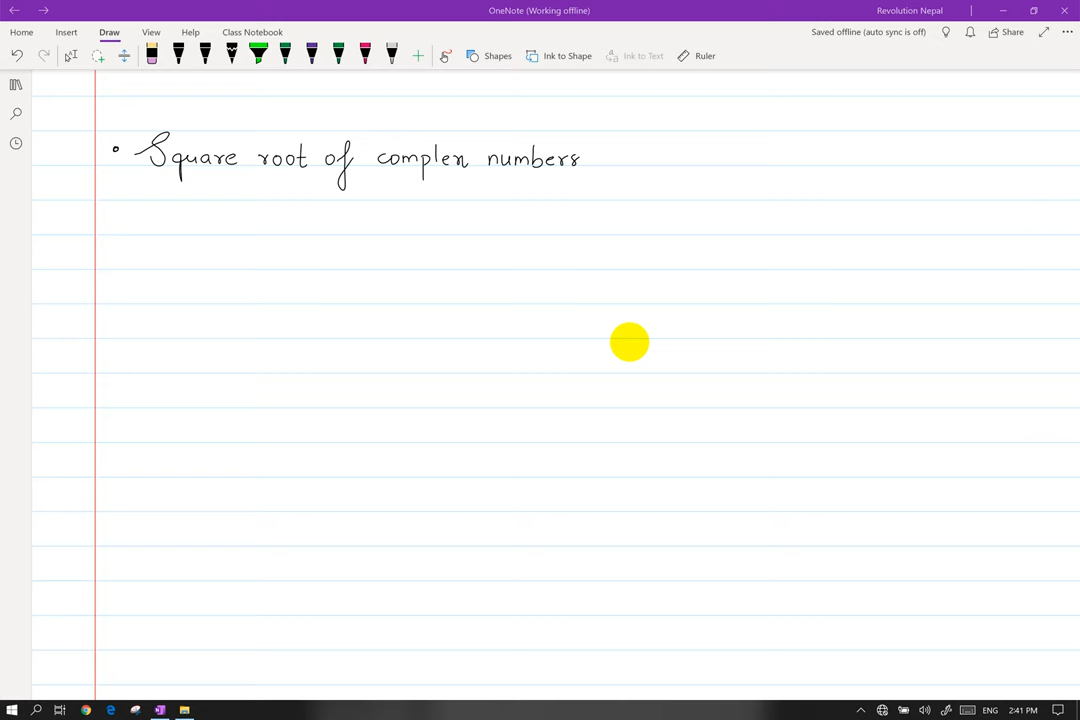 OneNote (Working offline)
Revolution Nepal
Home Insert Draw View Help Class Notebook
Saved offline (auto sync is off) Share
Shapes Ink to Shape Ink to Text Ruler
• Square root of complex numbers
ENG 2:41 PM